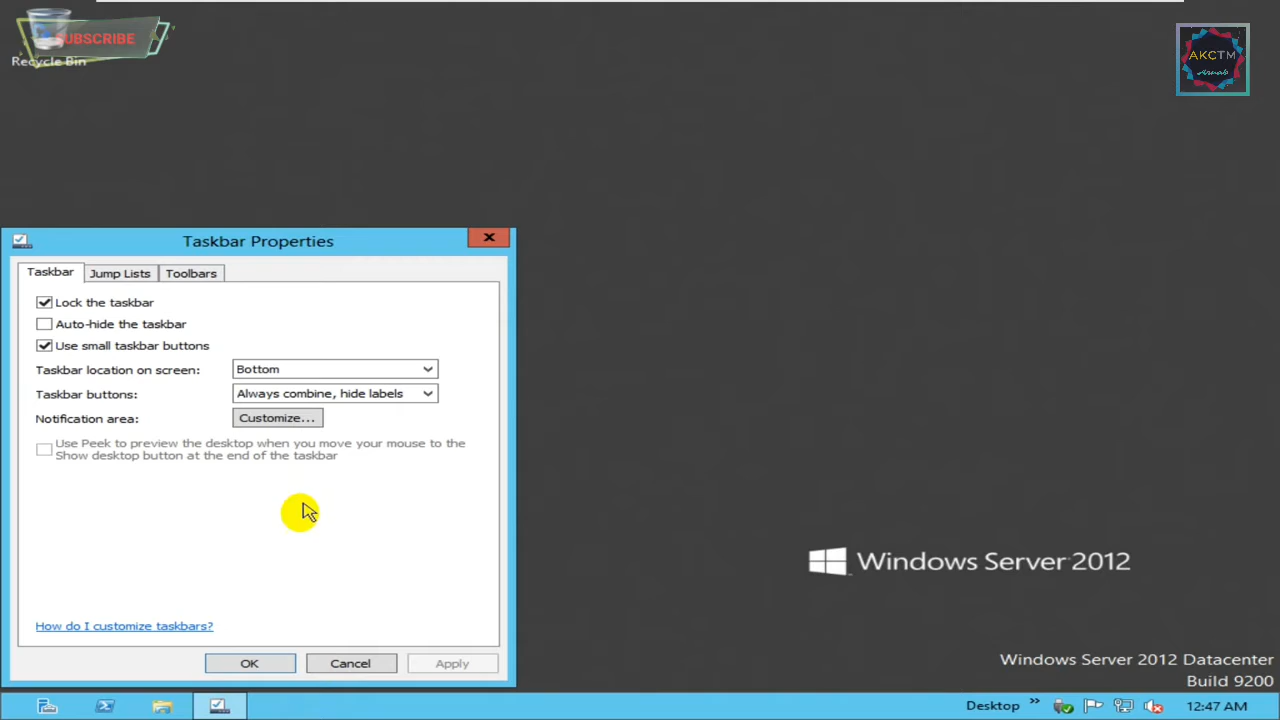 SUBSCRIBE
Recycle Bin
AKCTM
Arnab
Taskbar Properties
Taskbar
Jump Lists
Toolbars
Lock the taskbar
Auto-hide the taskbar
Use small taskbar buttons
Taskbar location on screen:
Bottom
Taskbar buttons:
Always combine, hide labels
Notification area:
Customize...
Use Peek to preview the desktop when you move your mouse to the
Show desktop button at the end of the taskbar
How do I customize taskbars?
OK
Cancel
Apply
Windows Server 2012
Windows Server 2012 Datacenter
Build 9200
Desktop
12:47 AM